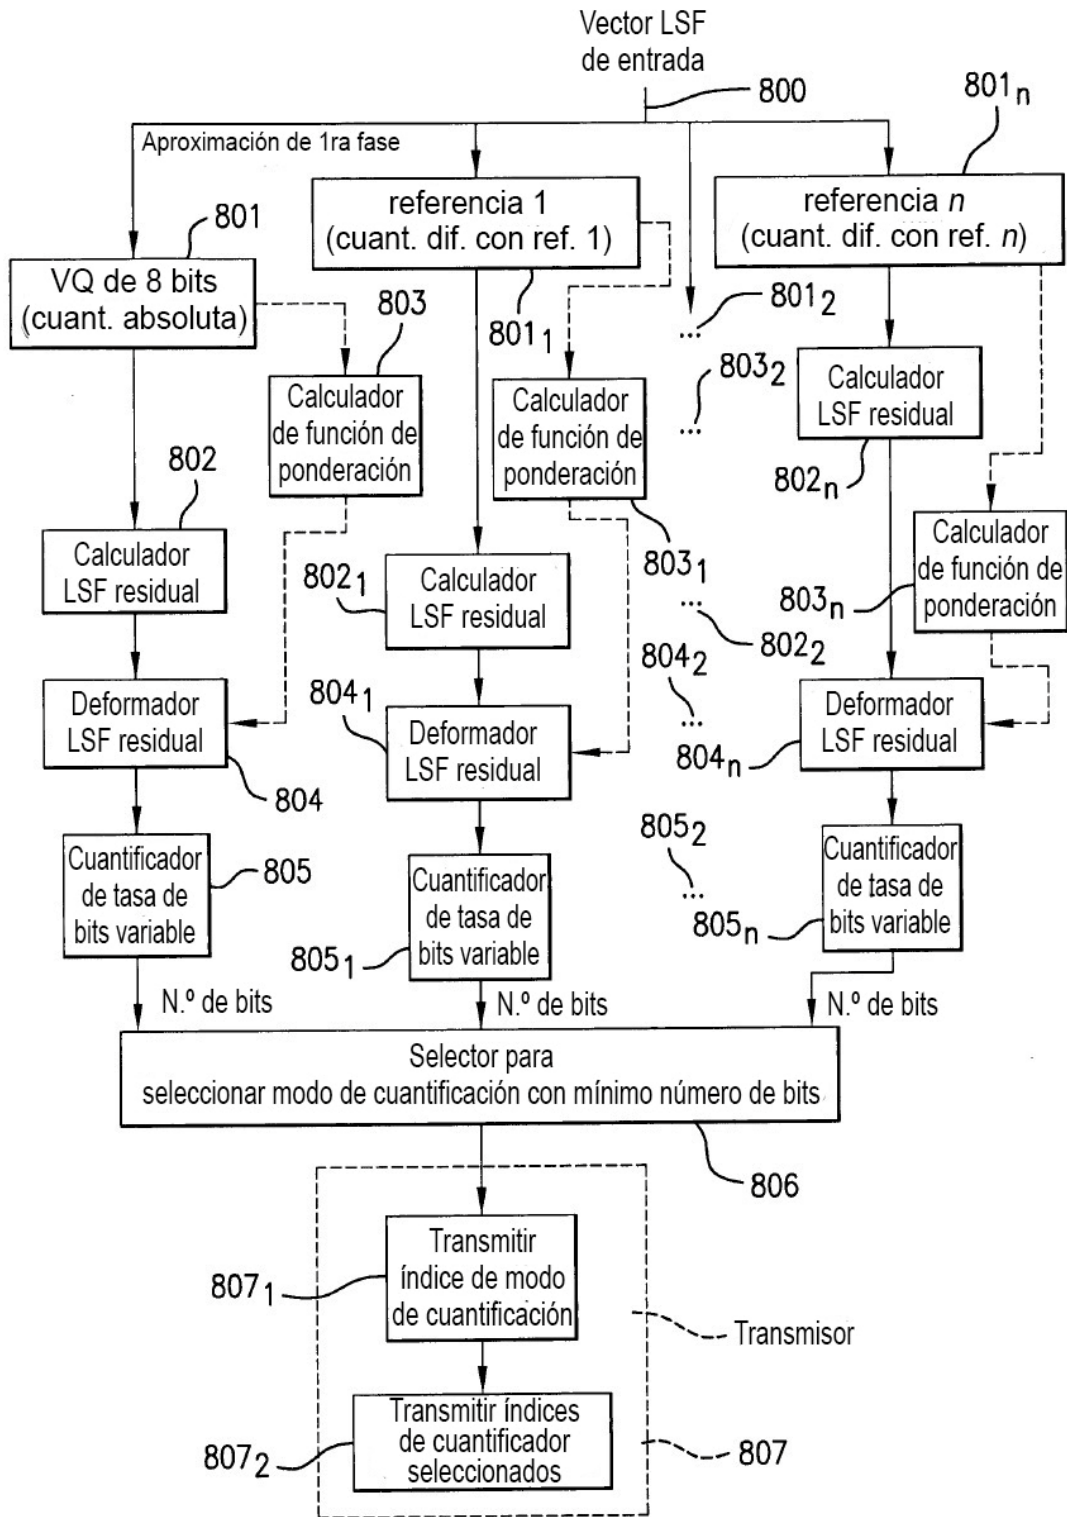 Vector LSF
de entrada
800
801n
Aproximación de 1ra fase
801
referencia 1
(cuant. dif. con ref. 1)
referencia n
(cuant. dif. con ref. n)
VQ de 8 bits
(cuant. absoluta)
803
801₁
... 801₂
803₂
...
Calculador
de función de
ponderación
Calculador
de función de
ponderación
Calculador
LSF residual
802
802n
Calculador
LSF residual
802₁
Calculador
LSF residual
803₁
...
802₂
803n
Calculador
de función de
ponderación
Deformador
LSF residual
804
804₁
Deformador
LSF residual
804₂
...
804n
Deformador
LSF residual
Cuantificador
de tasa de
bits variable
805
805₁
Cuantificador
de tasa de
bits variable
805₂
...
805n
Cuantificador
de tasa de
bits variable
N.º de bits
N.º de bits
N.º de bits
Selector para
seleccionar modo de cuantificación con mínimo número de bits
806
807₁
Transmitir
índice de modo
de cuantificación
Transmisor
807₂
Transmitir índices
de cuantificador
seleccionados
807